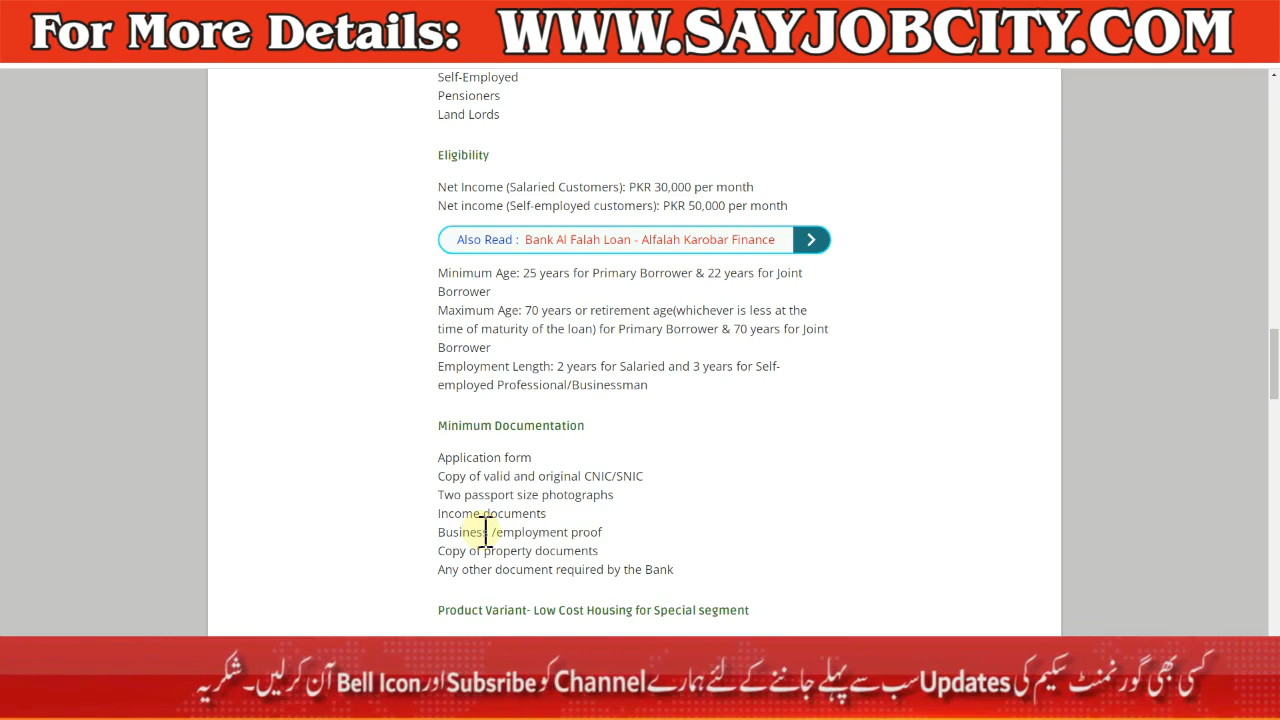 For More Details: WWW.SAYJOBCITY.COM
Self-Employed
Pensioners
Land Lords
Eligibility
Net Income (Salaried Customers): PKR 30,000 per month
Net income (Self-employed customers): PKR 50,000 per month
Also Read : Bank Al Falah Loan - Alfalah Karobar Finance
Minimum Age: 25 years for Primary Borrower & 22 years for Joint
Borrower
Maximum Age: 70 years or retirement age(whichever is less at the
time of maturity of the loan) for Primary Borrower & 70 years for Joint
Borrower
Employment Length: 2 years for Salaried and 3 years for Self-
employed Professional/Businessman
Minimum Documentation
Application form
Copy of valid and original CNIC/SNIC
Two passport size photographs
Income documents
Business /employment proof
Copy of property documents
Any other document required by the Bank
Product Variant- Low Cost Housing for Special segment
کسی بھی گورنمنٹ سکیم کی Updates سب سے پہلے جاننے کے لئے ہمارے Channel کو Subsribe اور Bell Icon آن کرلیں۔ شکریہ